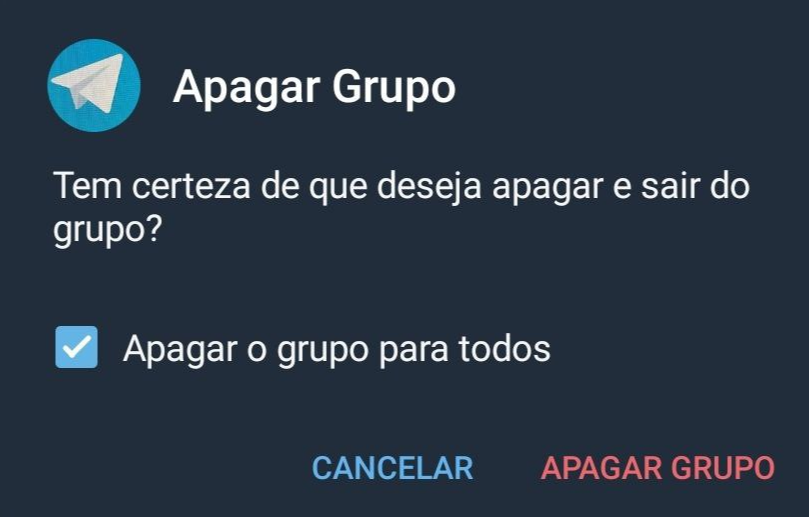 Apagar Grupo
Tem certeza de que deseja apagar e sair do
grupo?
Apagar o grupo para todos
CANCELAR
APAGAR GRUPO